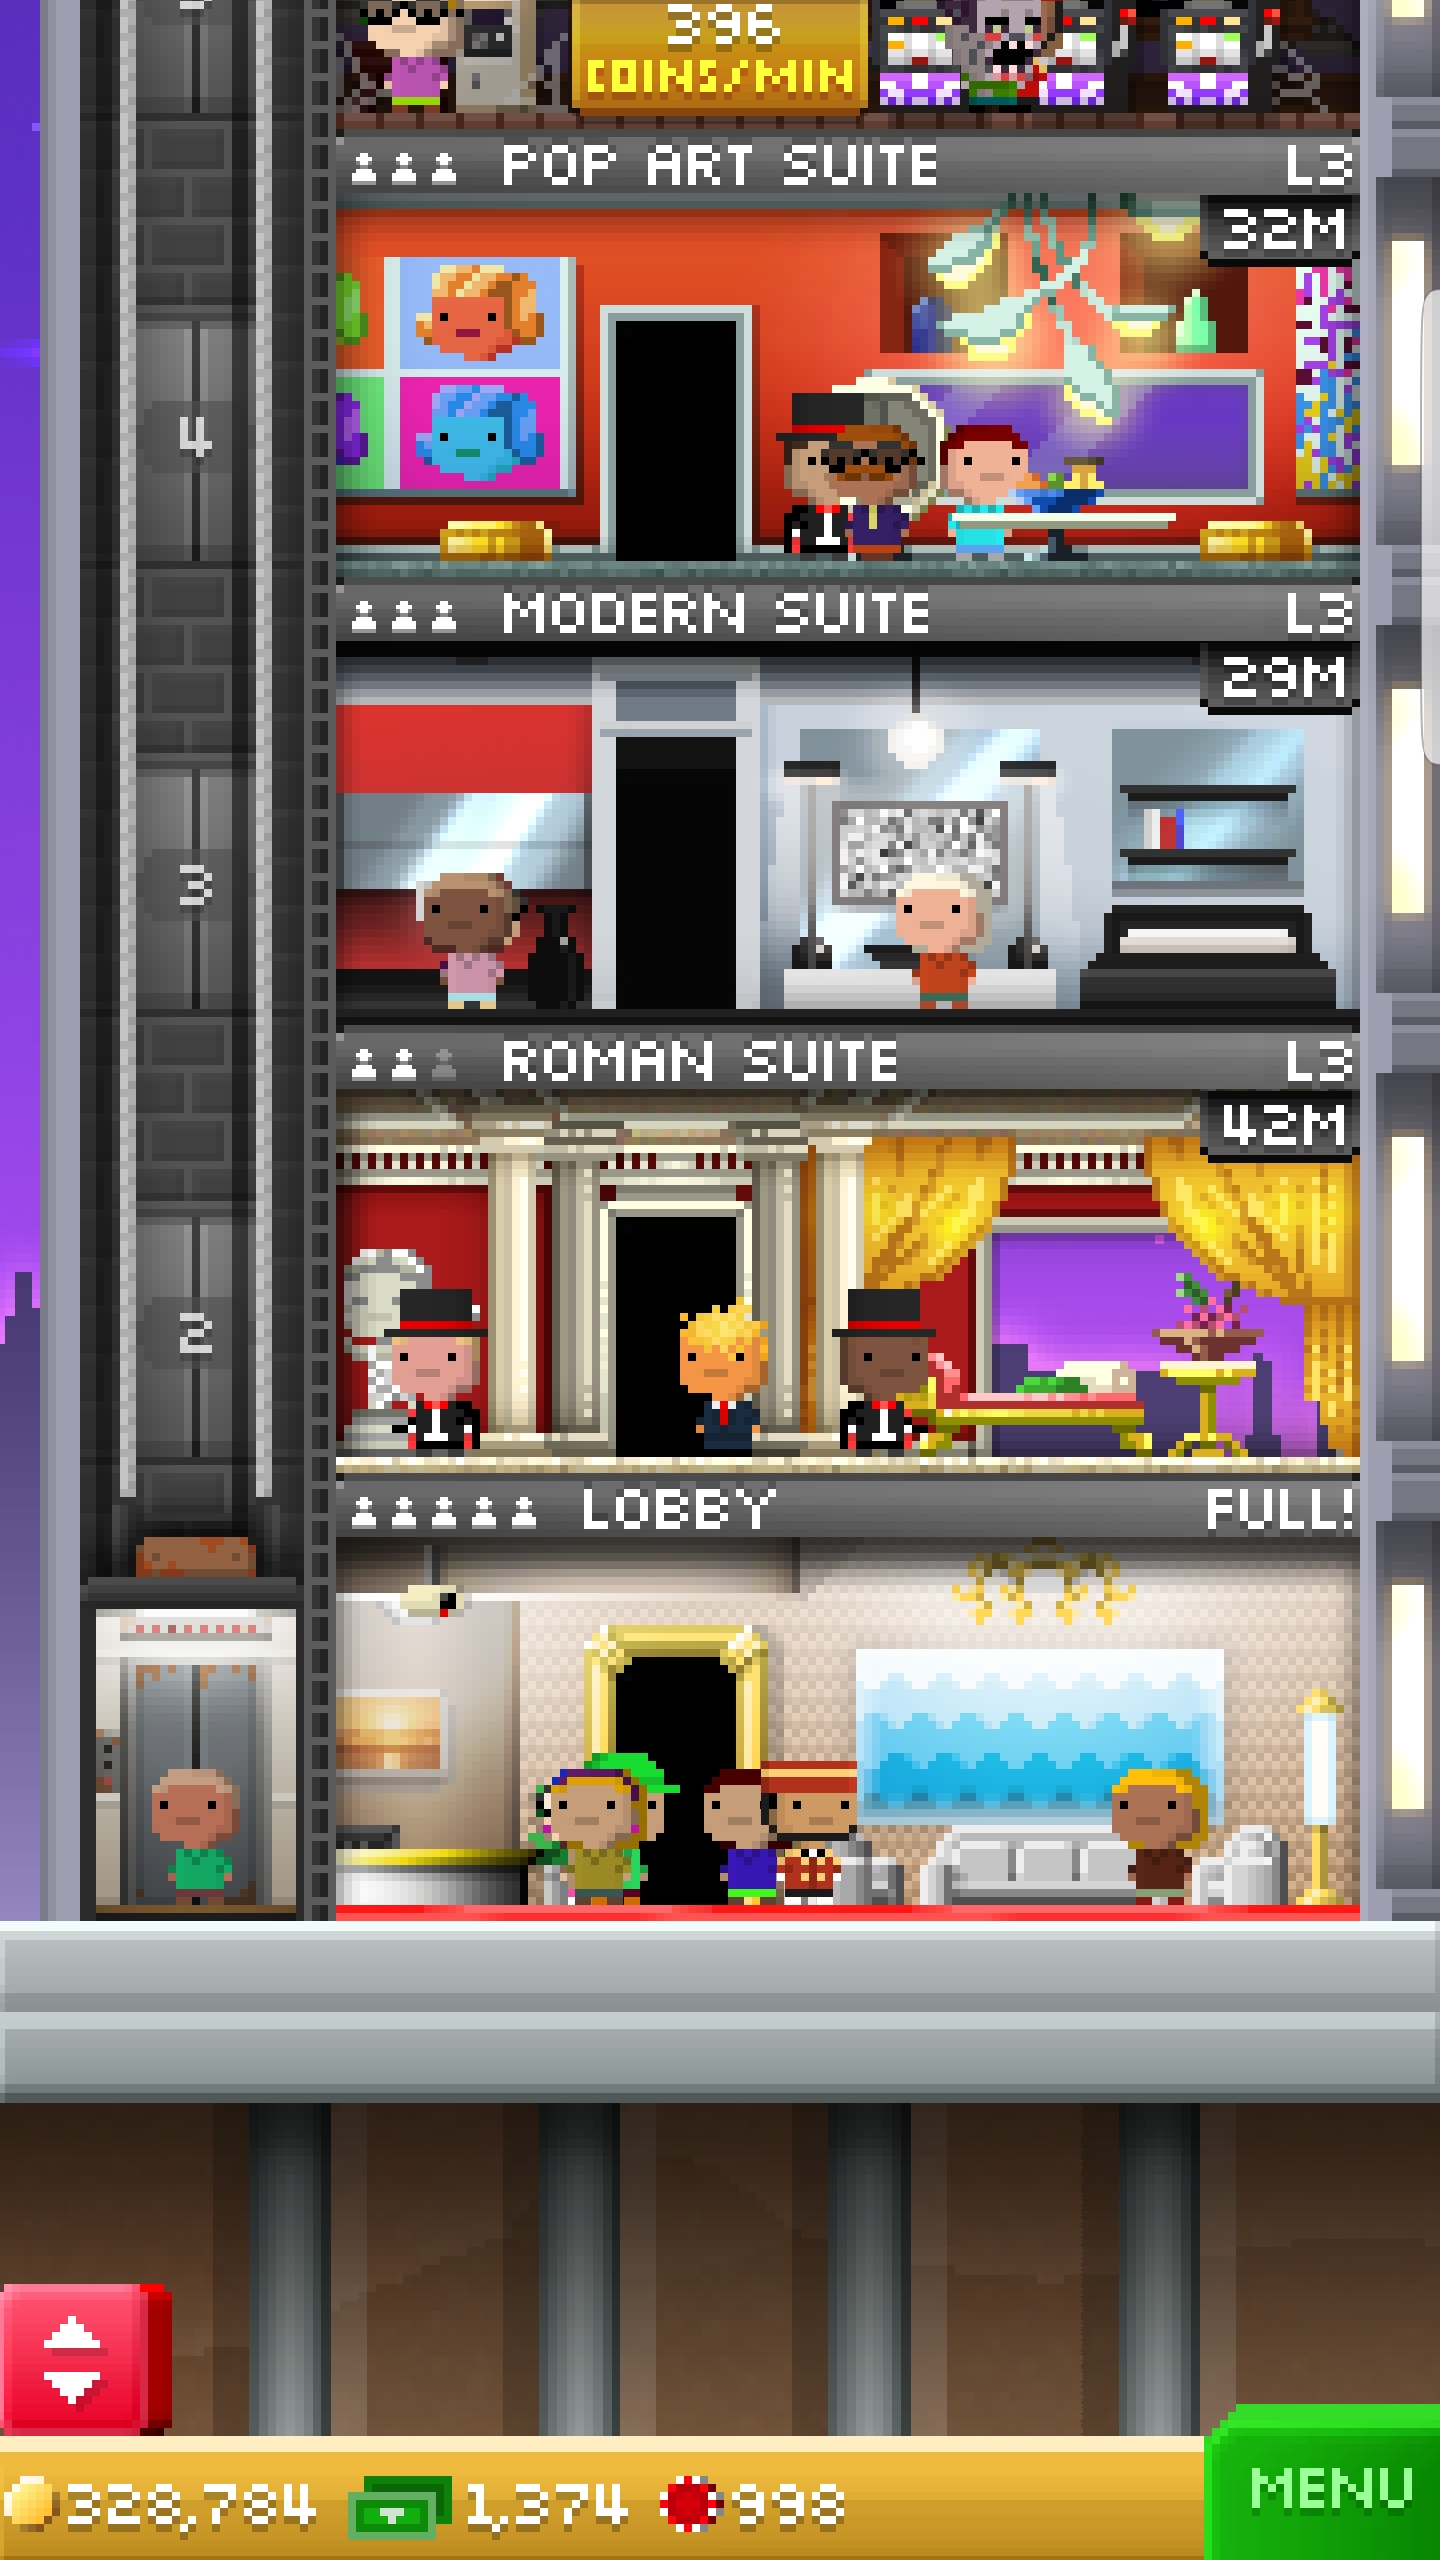 396
COINS/MIN
POP ART SUITE L3
32M
4
MODERN SUITE L3
29M
3
ROMAN SUITE L3
42M
2
LOBBY FULL!
328,784 1,374 998
MENU